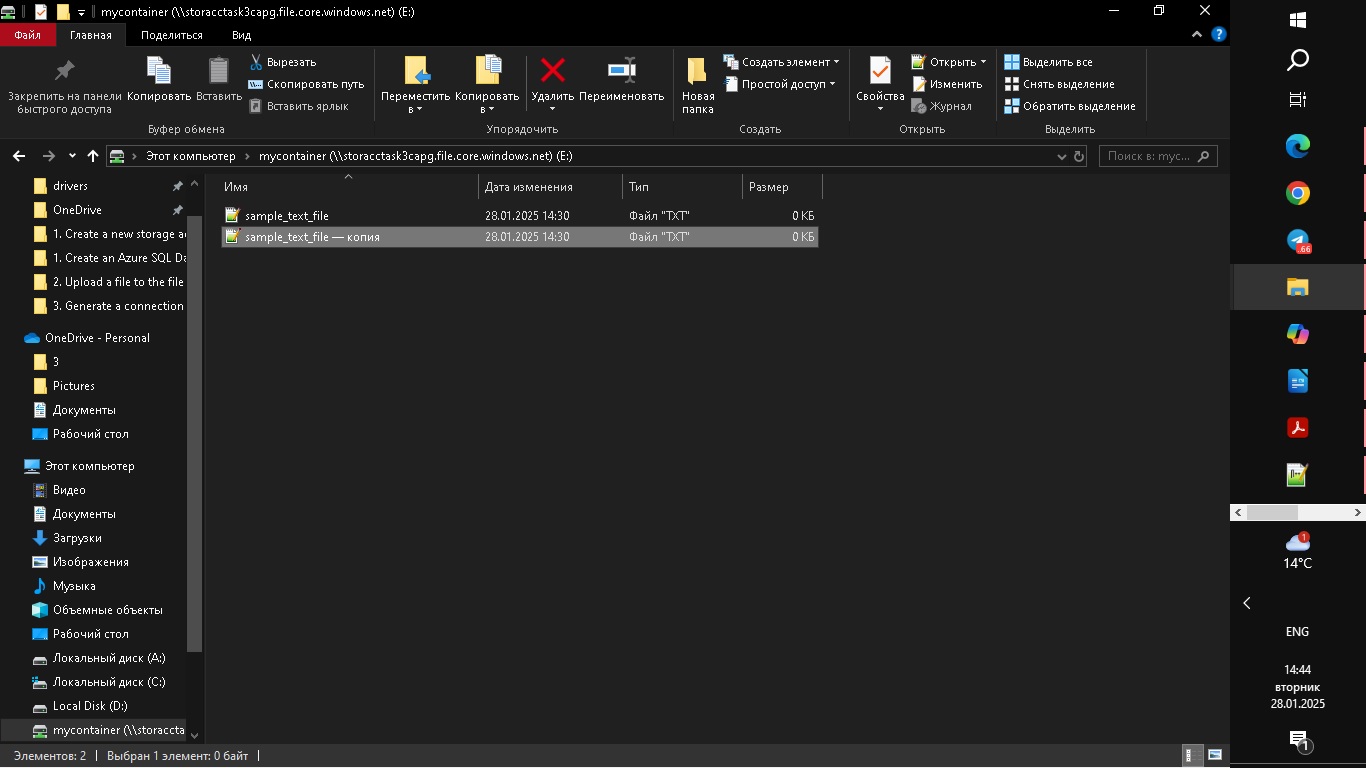 mycontainer (\\storacctask3capg.file.core.windows.net) (E:)
Файл Главная Поделиться Вид
Закрепить на панели быстрого доступа
Копировать
Вставить
Вырезать
Скопировать путь
Вставить ярлык
Буфер обмена
Переместить в
Копировать в
Удалить
Переименовать
Упорядочить
Новая папка
Создать элемент
Простой доступ
Создать
Свойства
Открыть
Изменить
Журнал
Открыть
Выделить все
Снять выделение
Обратить выделение
Выделить
Этот компьютер mycontainer (\\storacctask3capg.file.core.windows.net) (E:)
Поиск в: myc...
drivers
OneDrive
1. Create a new storage a
1. Create an Azure SQL Da
2. Upload a file to the file
3. Generate a connection
OneDrive - Personal
3
Pictures
Документы
Рабочий стол
Этот компьютер
Видео
Документы
Загрузки
Изображения
Музыка
Объемные объекты
Рабочий стол
Локальный диск (A:)
Локальный диск (C:)
Local Disk (D:)
mycontainer (\\storaccta
Имя Дата изменения Тип Размер
sample_text_file 28.01.2025 14:30 Файл "TXT" 0 КБ
sample_text_file — копия 28.01.2025 14:30 Файл "TXT" 0 КБ
Элементов: 2 Выбран 1 элемент: 0 байт
66
1
14°C
ENG
14:44
вторник
28.01.2025
1